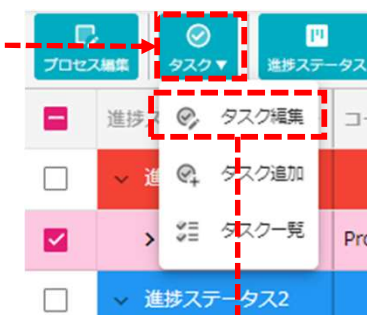 プロセス編集
タスク▼
進捗ステータス
進捗ス
タスク編集
コー
進
タスク追加
タスク一覧
Pro
進捗ステータス2